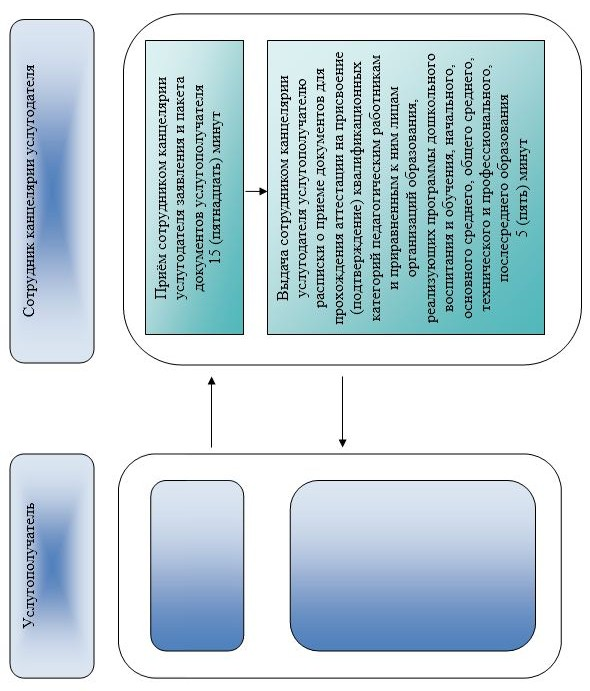 Сотрудник канцелярии услугодателя
Приём сотрудником канцелярии
услугодателя заявления и пакета
документов услугополучателя
15 (пятнадцать) минут
Выдача сотрудником канцелярии
услугодателя услугополучателю
расписки о приеме документов для
прохождения аттестации на присвоение
(подтверждение) квалификационных
категорий педагогическим работникам
и приравненным к ним лицам
организаций образования,
реализующих программы дошкольного
воспитания и обучения, начального,
основного среднего, общего среднего,
технического и профессионального,
послесреднего образования
5 (пять) минут
Услугополучатель